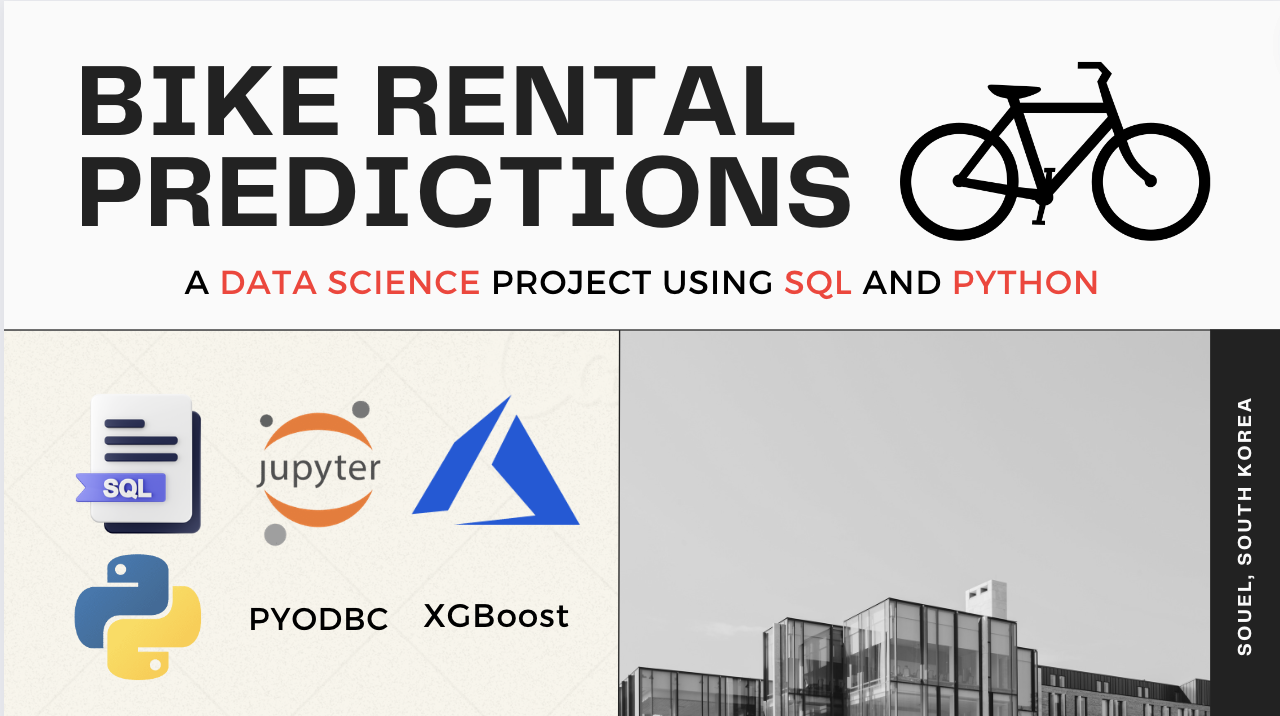 BIKE RENTAL
PREDICTIONS
A DATA SCIENCE PROJECT USING SQL AND PYTHON
SQL
jupyter
PYODBC
XGBoost
SOUEL, SOUTH KOREA